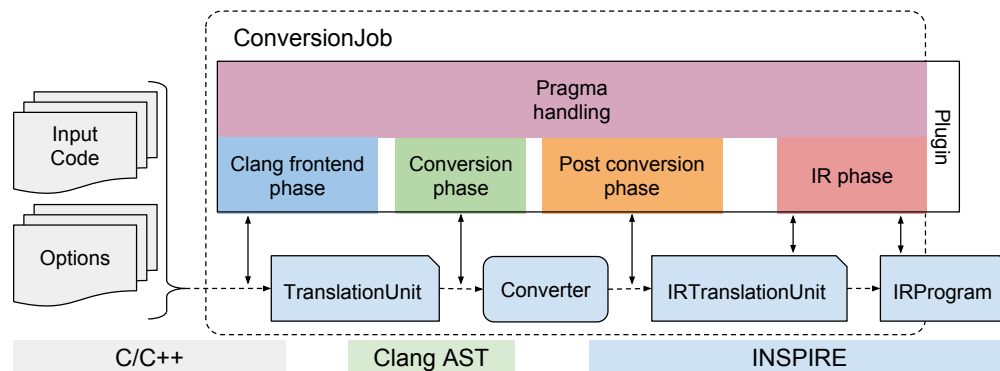 ConversionJob
Pragma
handling
Plugin
Input
Code
Clang frontend
phase
Conversion
phase
Post conversion
phase
IR phase
Options
TranslationUnit
Converter
IRTranslationUnit
IRProgram
C/C++
Clang AST
INSPIRE